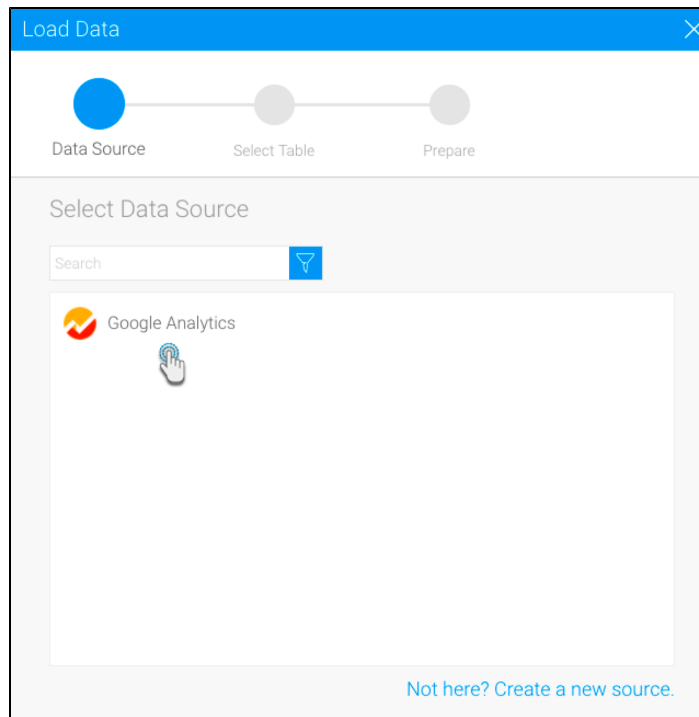 Load Data
Data Source
Select Table
Prepare
Select Data Source
Search
Google Analytics
Not here? Create a new source.